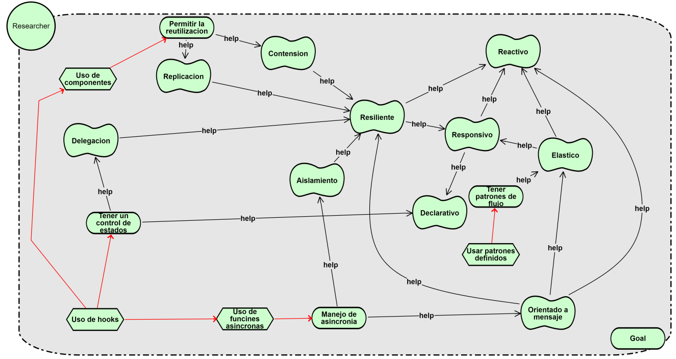 Researcher
Permitir la
reutilizacion
help
help
Contension
Reactivo
Uso de
componentes
Replicacion
help
help
help
Resiliente
help
help
Responsivo
help
Delegacion
help
help
Elastico
help
help
Aislamiento
help
Tener
patrones de
flujo
help
help
Tener un
control de
estados
help
Declarativo
help
help
Usar patrones
definidos
help
help
help
Uso de hooks
Uso de
funcines
asincronas
Manejo de
asincronia
help
Orientado a
mensaje
Goal